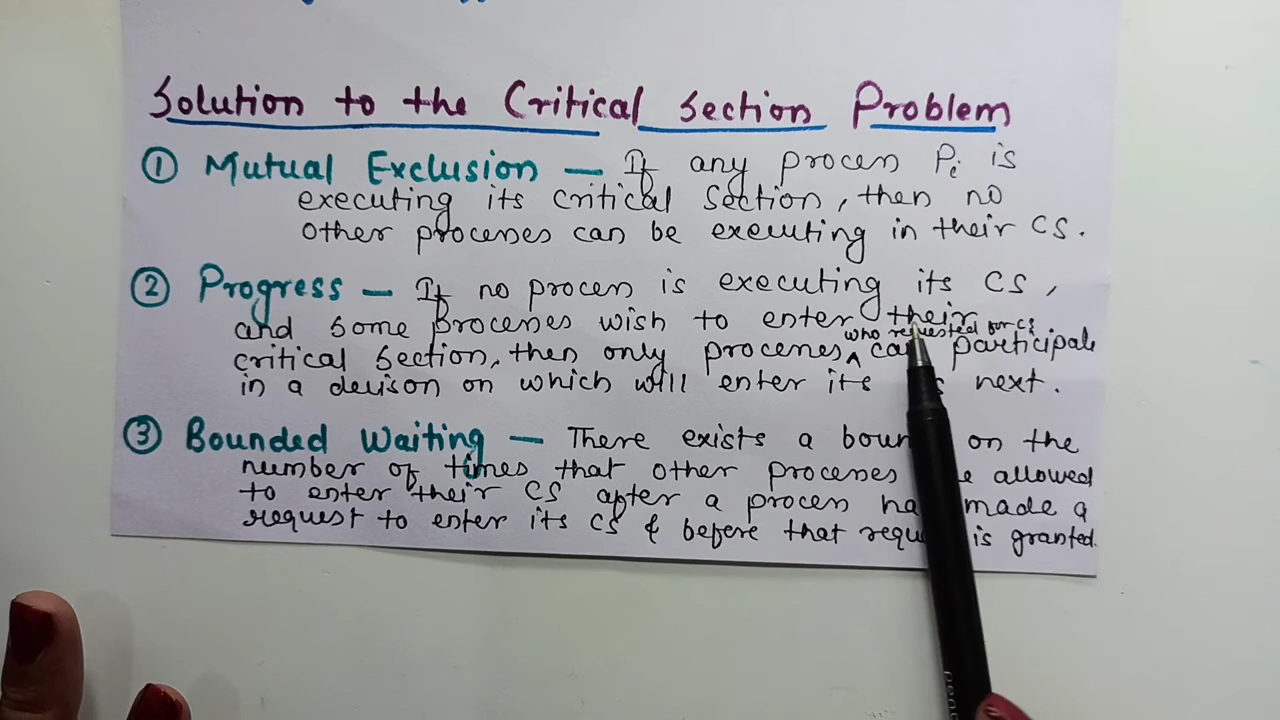 Solution to the Critical Section Problem
① Mutual Exclusion — If any process Pi is
executing its critical Section, then no
other processes can be executing in their CS.
② Progress — If no process is executing its CS,
and some processes wish to enter their
who requested for CS
critical Section, then only processes ^ can participate
in a decison on which will enter its next.
③ Bounded Waiting — There exists a bound on the
number of times that other processes allowed
to enter their CS after a process has made a
request to enter its CS & before that request is granted.
pen